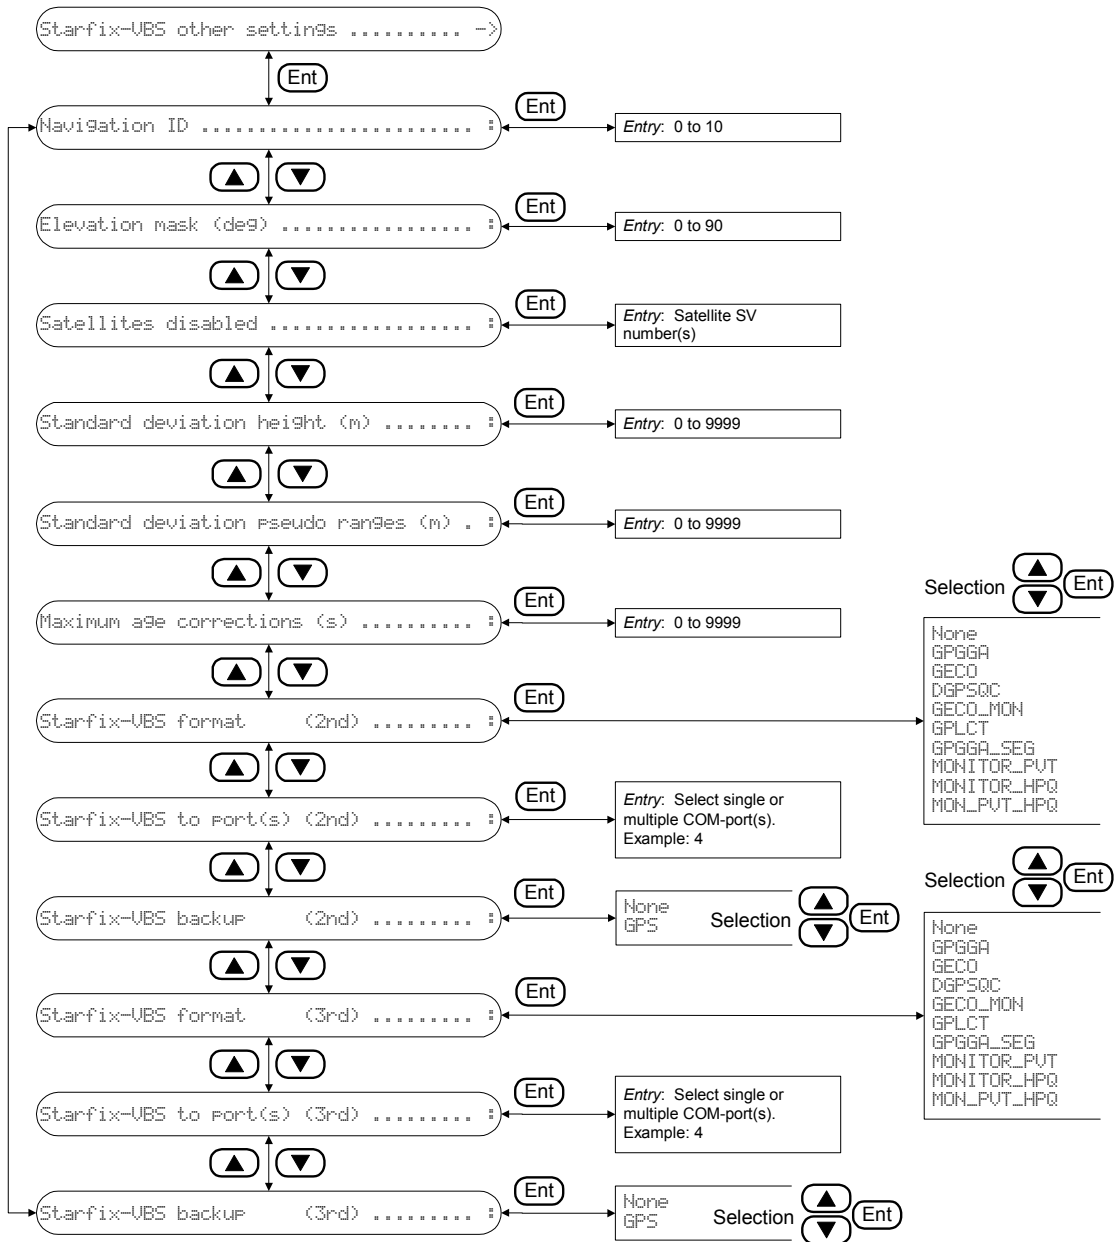 Starfix-VBS other settings .......... ->
Ent
Navigation ID ........................ :
Ent
Entry: 0 to 10
Elevation mask (deg) ................. :
Ent
Entry: 0 to 90
Satellites disabled .................. :
Ent
Entry: Satellite SV
number(s)
Standard deviation height (m) ........ :
Ent
Entry: 0 to 9999
Standard deviation pseudo ranges (m) . :
Ent
Entry: 0 to 9999
Maximum age corrections (s) .......... :
Ent
Entry: 0 to 9999
Starfix-VBS format (2nd) ......... :
Ent
Selection
Ent
None
GPGGA
GECO
DGPSQC
GECO_MON
GPLCT
GPGGA_SEG
MONITOR_PVT
MONITOR_HPQ
MON_PVT_HPQ
Starfix-VBS to port(s) (2nd) ......... :
Ent
Entry: Select single or
multiple COM-port(s).
Example: 4
Starfix-VBS backup (2nd) ......... :
Ent
None
GPS
Selection
Ent
Starfix-VBS format (3rd) ......... :
Ent
Selection
Ent
None
GPGGA
GECO
DGPSQC
GECO_MON
GPLCT
GPGGA_SEG
MONITOR_PVT
MONITOR_HPQ
MON_PVT_HPQ
Starfix-VBS to port(s) (3rd) ......... :
Ent
Entry: Select single or
multiple COM-port(s).
Example: 4
Starfix-VBS backup (3rd) ......... :
Ent
None
GPS
Selection
Ent